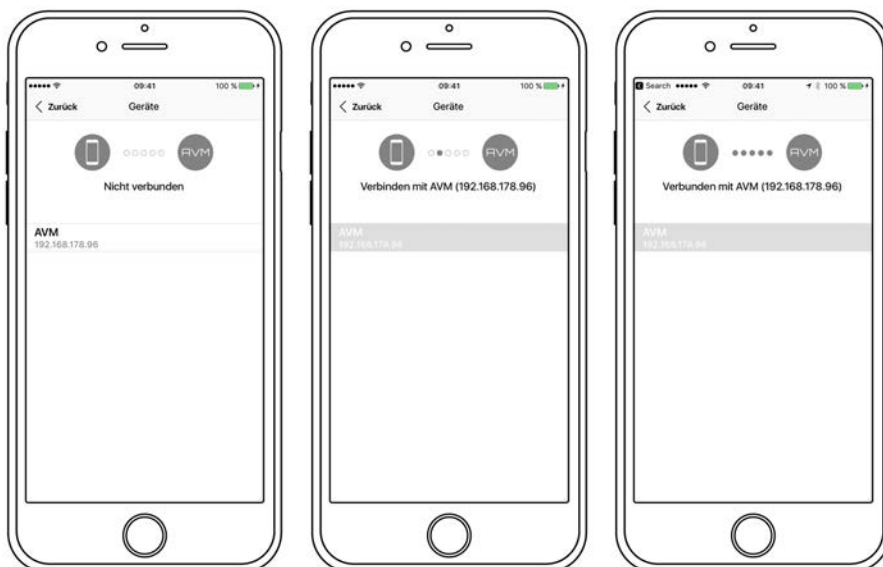 09:41 100 %
Zurück Geräte
AVM
Nicht verbunden
AVM
192.168.178.96
09:41 100 %
Zurück Geräte
AVM
Verbinden mit AVM (192.168.178.96)
AVM
192.168.178.96
Search 09:41 100 %
Zurück Geräte
AVM
Verbunden mit AVM (192.168.178.96)
AVM
192.168.178.96